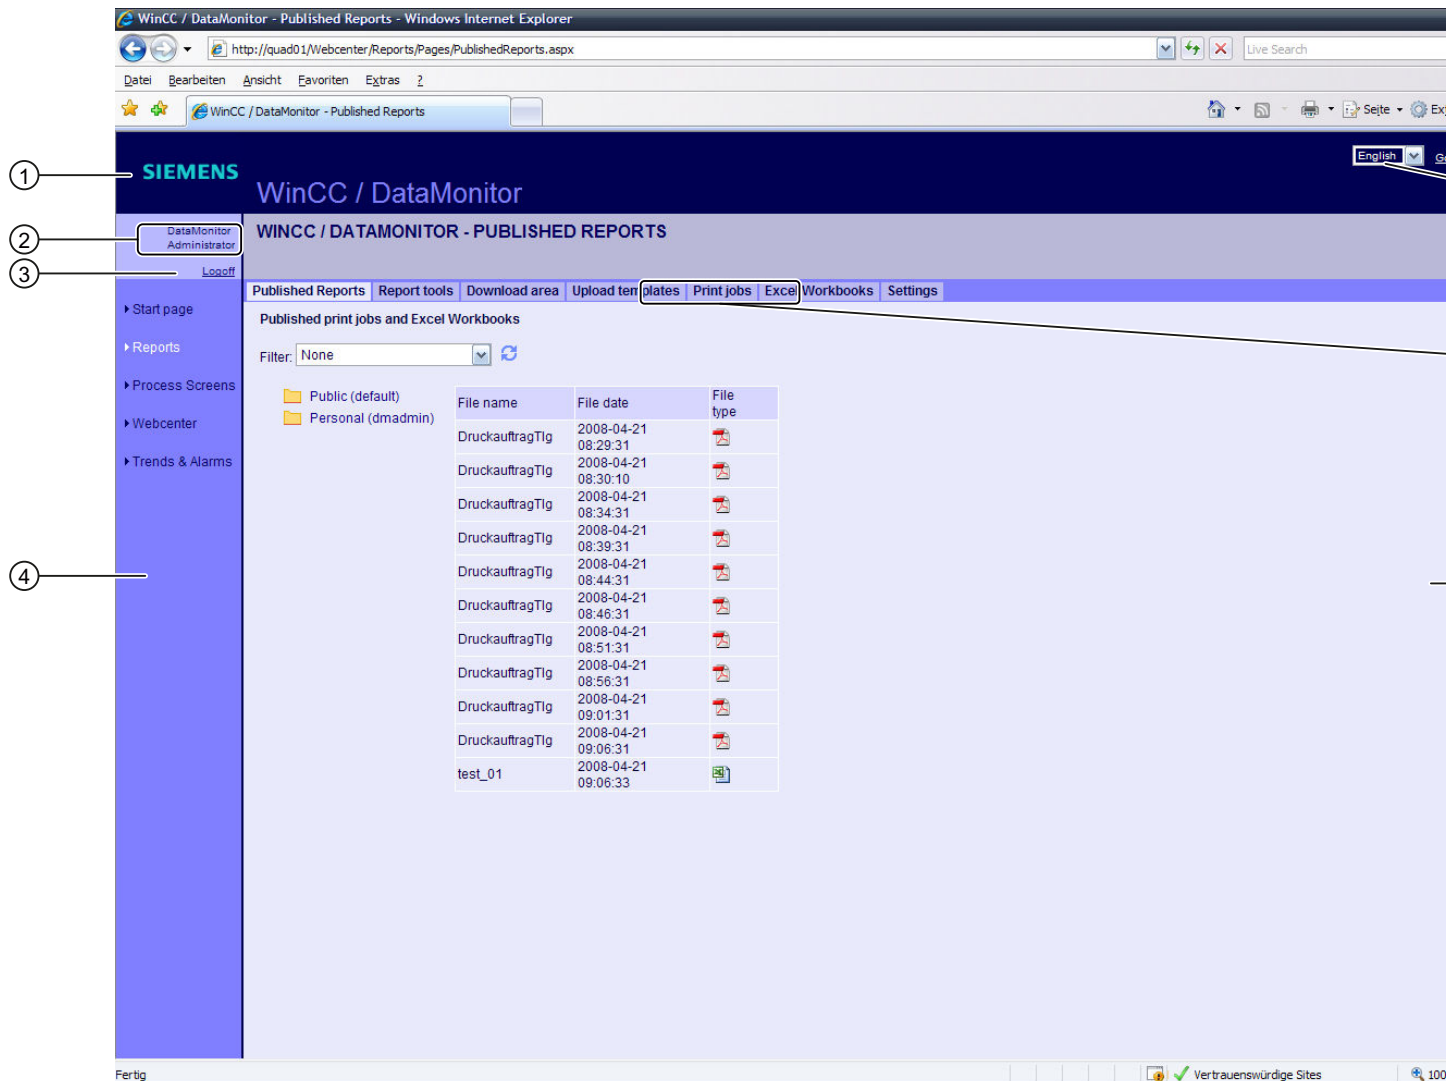 WinCC / DataMonitor - Published Reports - Windows Internet Explorer
http://quad01/Webcenter/Reports/Pages/PublishedReports.aspx
Live Search
Datei Bearbeiten Ansicht Favoriten Extras ?
WinCC / DataMonitor - Published Reports
Seite
1
SIEMENS
English
WinCC / DataMonitor
2
DataMonitor
Administrator
WINCC / DATAMONITOR - PUBLISHED REPORTS
3
Logoff
Published Reports Report tools Download area Upload templates Print jobs Excel Workbooks Settings
Start page
Published print jobs and Excel Workbooks
Reports
Filter: None
Process Screens
Public (default)
Personal (dmadmin)
Webcenter
Trends & Alarms
File name File date File type
DruckauftragTlg 2008-04-21 08:29:31
DruckauftragTlg 2008-04-21 08:30:10
DruckauftragTlg 2008-04-21 08:34:31
DruckauftragTlg 2008-04-21 08:39:31
DruckauftragTlg 2008-04-21 08:44:31
DruckauftragTlg 2008-04-21 08:46:31
DruckauftragTlg 2008-04-21 08:51:31
DruckauftragTlg 2008-04-21 08:56:31
DruckauftragTlg 2008-04-21 09:01:31
DruckauftragTlg 2008-04-21 09:06:31
test_01 2008-04-21 09:06:33
4
Fertig
Vertrauenswürdige Sites
100